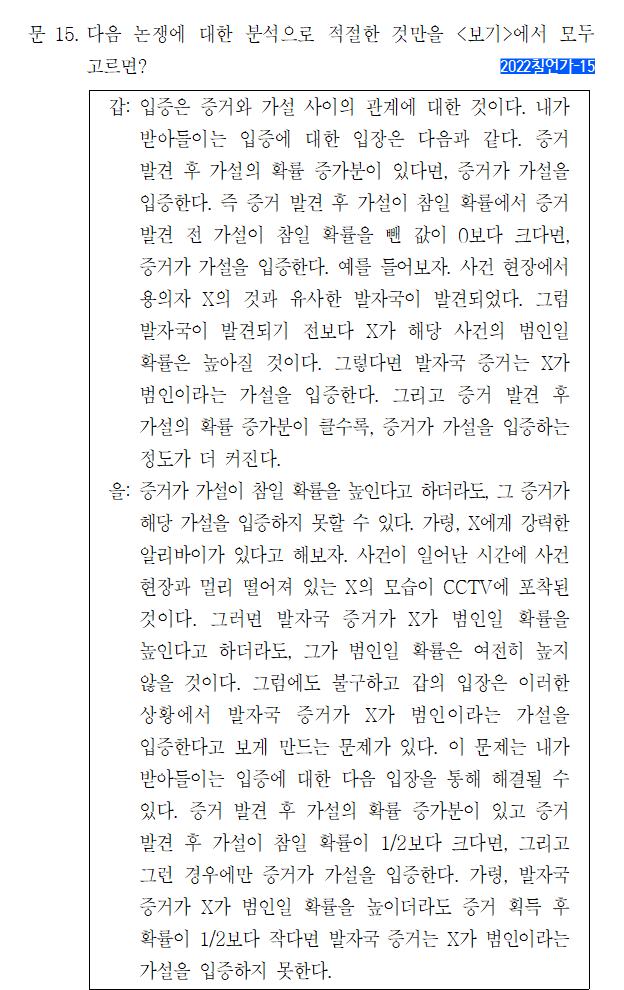 문 15. 다음 논쟁에 대한 분석으로 적절한 것만을 <보기>에서 모두
고르면?
2022칠언가-15
갑: 입증은 증거와 가설 사이의 관계에 대한 것이다. 내가
받아들이는 입증에 대한 입장은 다음과 같다. 증거
발견 후 가설의 확률 증가분이 있다면, 증거가 가설을
입증한다. 즉 증거 발견 후 가설이 참일 확률에서 증거
발견 전 가설이 참일 확률을 뺀 값이 0보다 크다면,
증거가 가설을 입증한다. 예를 들어보자. 사건 현장에서
용의자 X의 것과 유사한 발자국이 발견되었다. 그럼
발자국이 발견되기 전보다 X가 해당 사건의 범인일
확률은 높아질 것이다. 그렇다면 발자국 증거는 X가
범인이라는 가설을 입증한다. 그리고 증거 발견 후
가설의 확률 증가분이 클수록, 증거가 가설을 입증하는
정도가 더 커진다.
을: 증거가 가설이 참일 확률을 높인다고 하더라도, 그 증거가
해당 가설을 입증하지 못할 수 있다. 가령, X에게 강력한
알리바이가 있다고 해보자. 사건이 일어난 시간에 사건
현장과 멀리 떨어져 있는 X의 모습이 CCTV에 포착된
것이다. 그러면 발자국 증거가 X가 범인일 확률을
높인다고 하더라도, 그가 범인일 확률은 여전히 높지
않을 것이다. 그럼에도 불구하고 갑의 입장은 이러한
상황에서 발자국 증거가 X가 범인이라는 가설을
입증한다고 보게 만드는 문제가 있다. 이 문제는 내가
받아들이는 입증에 대한 다음 입장을 통해 해결될 수
있다. 증거 발견 후 가설의 확률 증가분이 있고 증거
발견 후 가설이 참일 확률이 1/2보다 크다면, 그리고
그런 경우에만 증거가 가설을 입증한다. 가령, 발자국
증거가 X가 범인일 확률을 높이더라도 증거 획득 후
확률이 1/2보다 작다면 발자국 증거는 X가 범인이라는
가설을 입증하지 못한다.